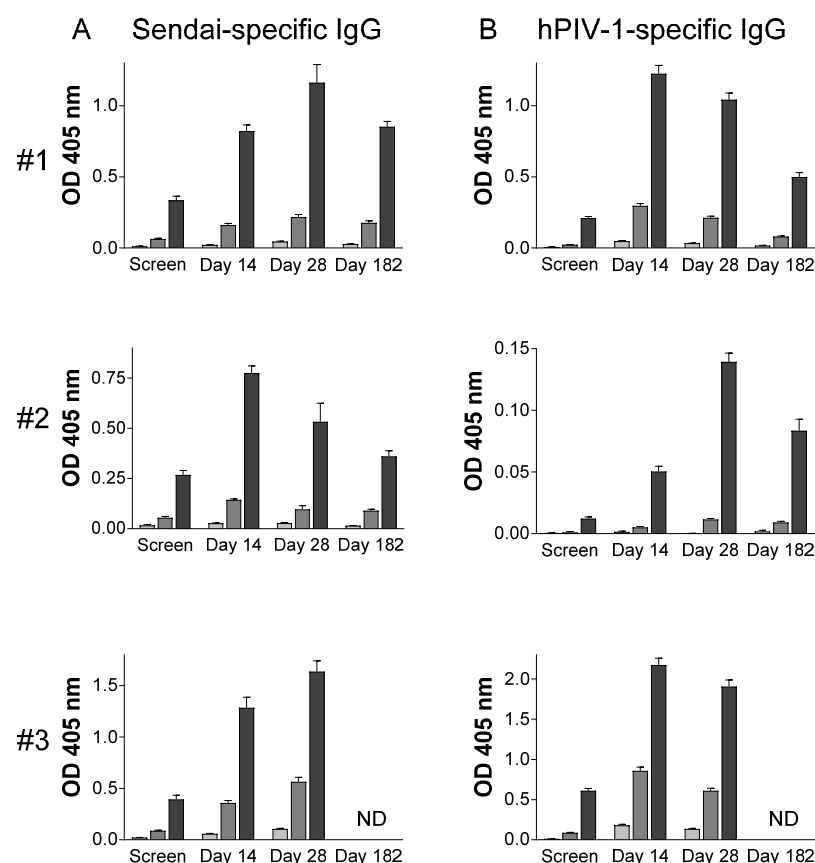 A Sendai-specific IgG
B hPIV-1-specific IgG
#1
OD 405 nm
1.0
0.5
0.0
Screen Day 14 Day 28 Day 182
OD 405 nm
1.0
0.5
0.0
Screen Day 14 Day 28 Day 182
#2
OD 405 nm
0.75
0.50
0.25
0.00
Screen Day 14 Day 28 Day 182
OD 405 nm
0.15
0.10
0.05
0.00
Screen Day 14 Day 28 Day 182
#3
OD 405 nm
1.5
1.0
0.5
0.0
ND
Screen Day 14 Day 28 Day 182
OD 405 nm
2.0
1.5
1.0
0.5
0.0
ND
Screen Day 14 Day 28 Day 182